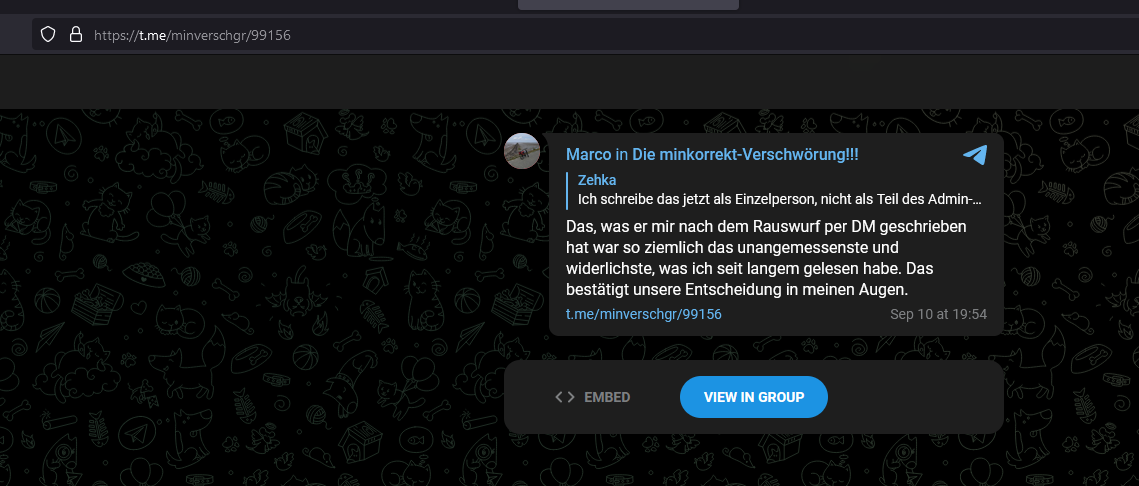 https://t.me/minverschgr/99156
Marco in Die minkorrekt-Verschwörung!!!
Zehka
Ich schreibe das jetzt als Einzelperson, nicht als Teil des Admin-...
Das, was er mir nach dem Rauswurf per DM geschrieben
hat war so ziemlich das unangemessenste und
widerlichste, was ich seit langem gelesen habe. Das
bestätigt unsere Entscheidung in meinen Augen.
t.me/minverschgr/99156 Sep 10 at 19:54
EMBED VIEW IN GROUP